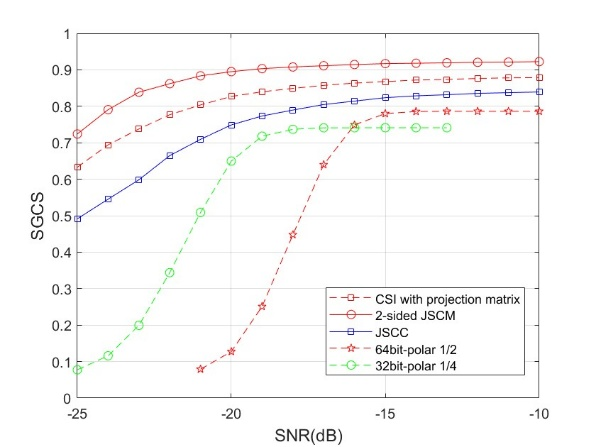 1
0.9
0.8
0.7
0.6
0.5
0.4
0.3
0.2
0.1
0
SGCS
-25
-20
-15
-10
SNR(dB)
CSI with projection matrix
2-sided JSCM
JSCC
64bit-polar 1/2
32bit-polar 1/4